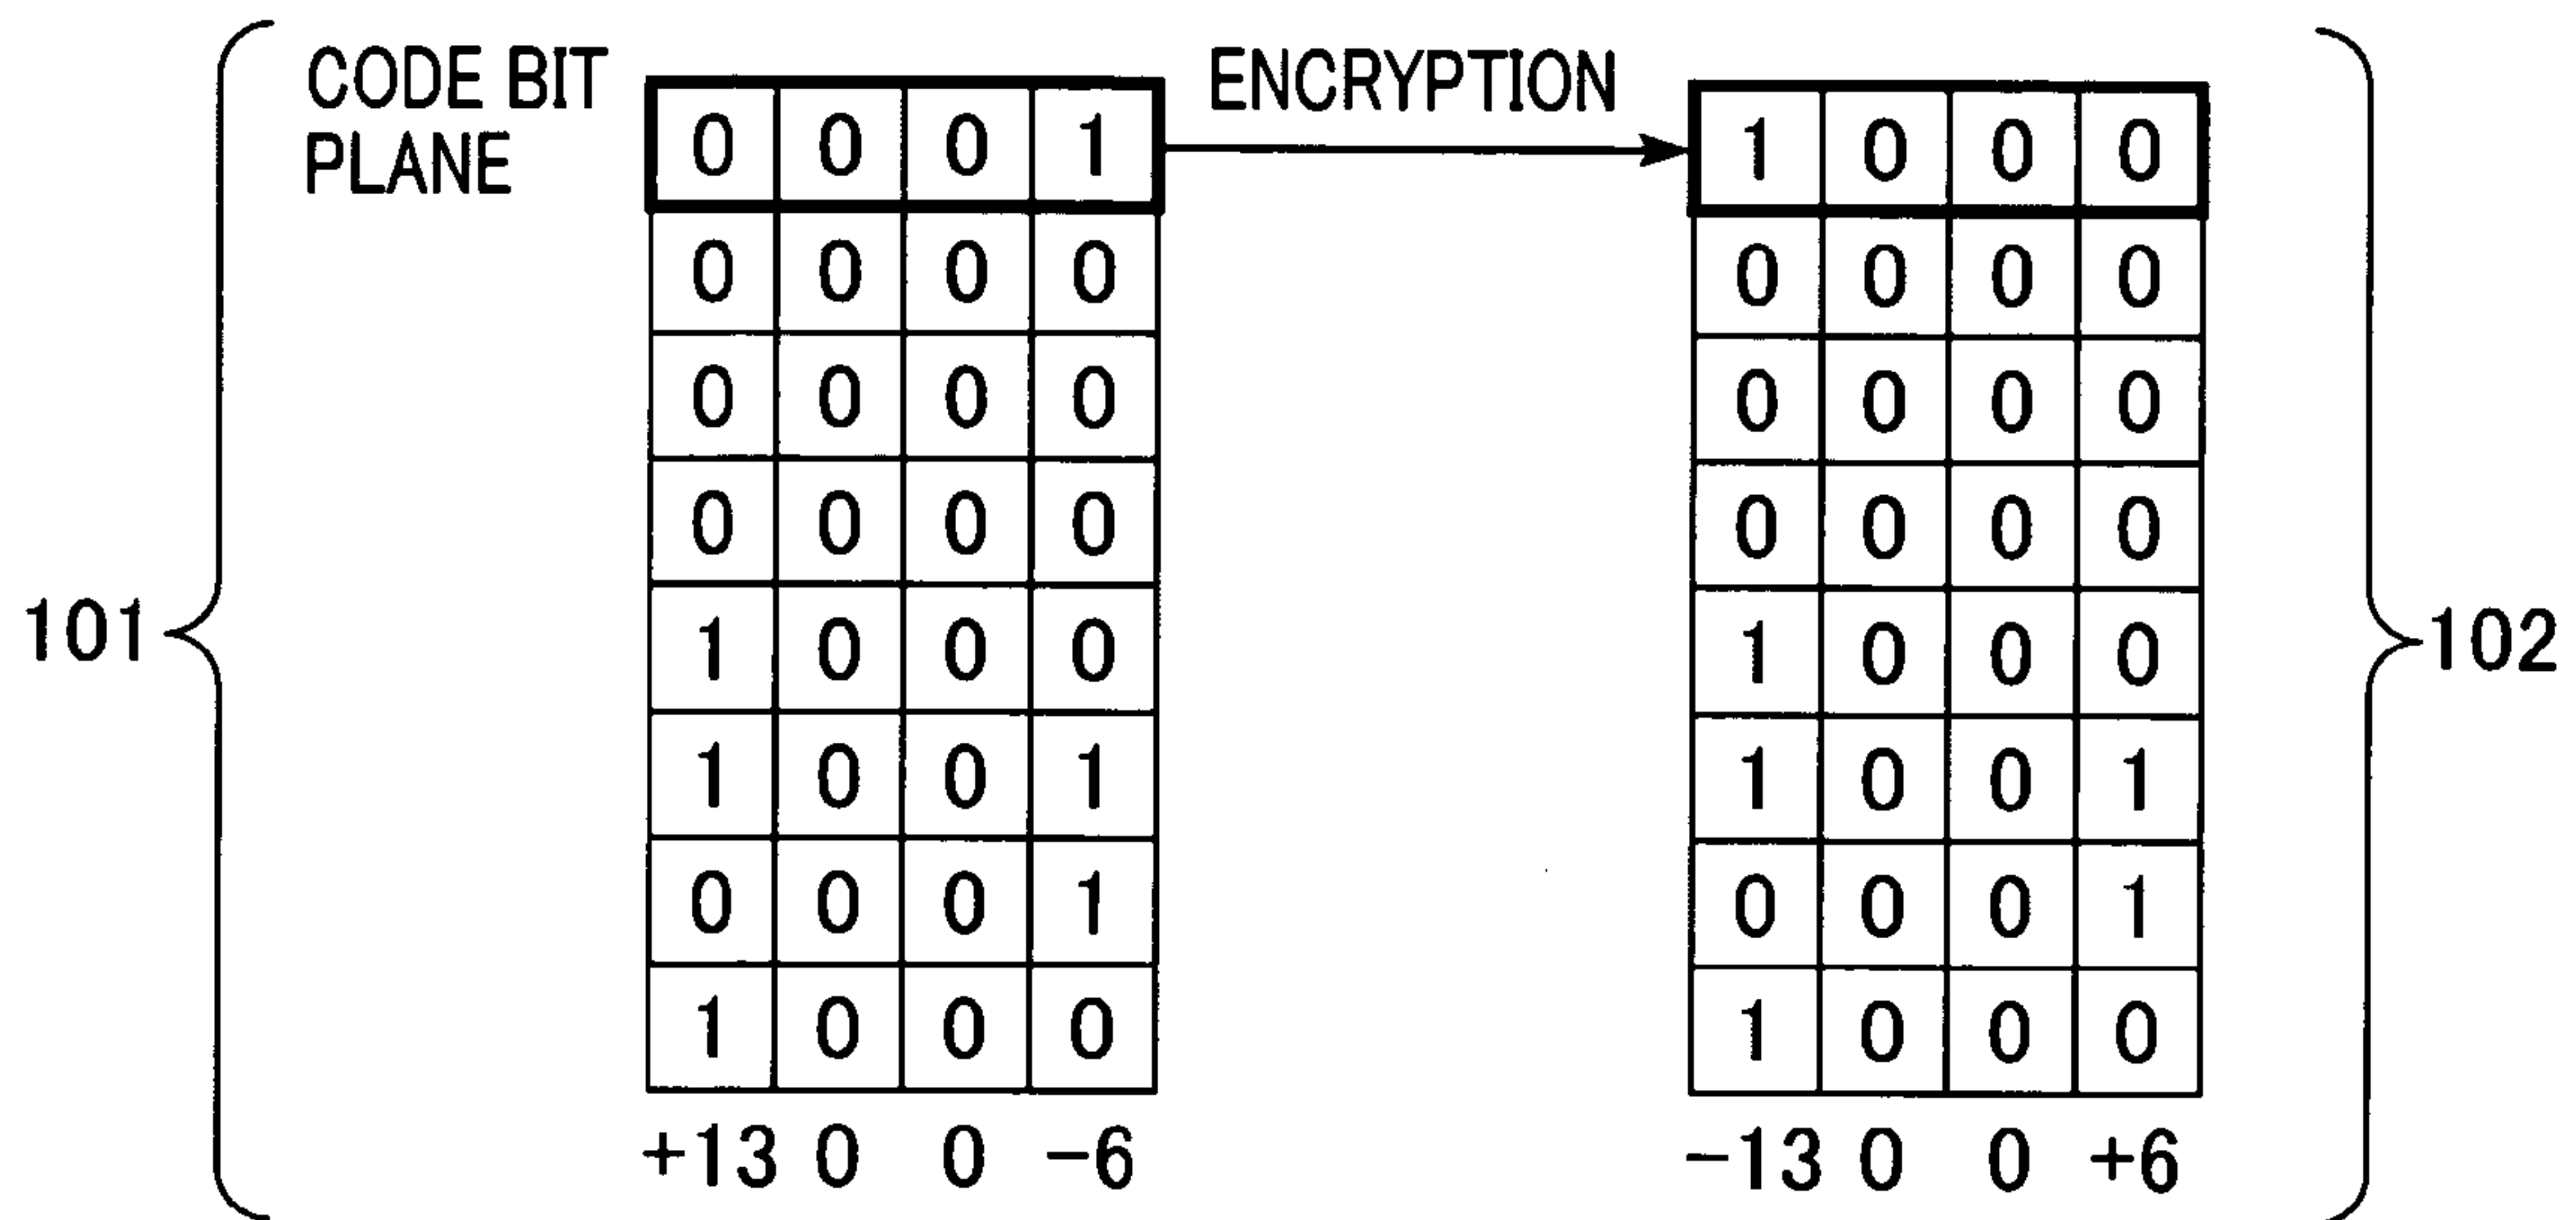 CODE BIT
PLANE
ENCRYPTION
0 0 0 1 1 0 0 0
0 0 0 0 0 0 0 0
0 0 0 0 0 0 0 0
0 0 0 0 0 0 0 0
101 1 0 0 0 1 0 0 0 102
1 0 0 1 1 0 0 1
0 0 0 1 0 0 0 1
1 0 0 0 1 0 0 0
+13 0 0 -6 -13 0 0 +6